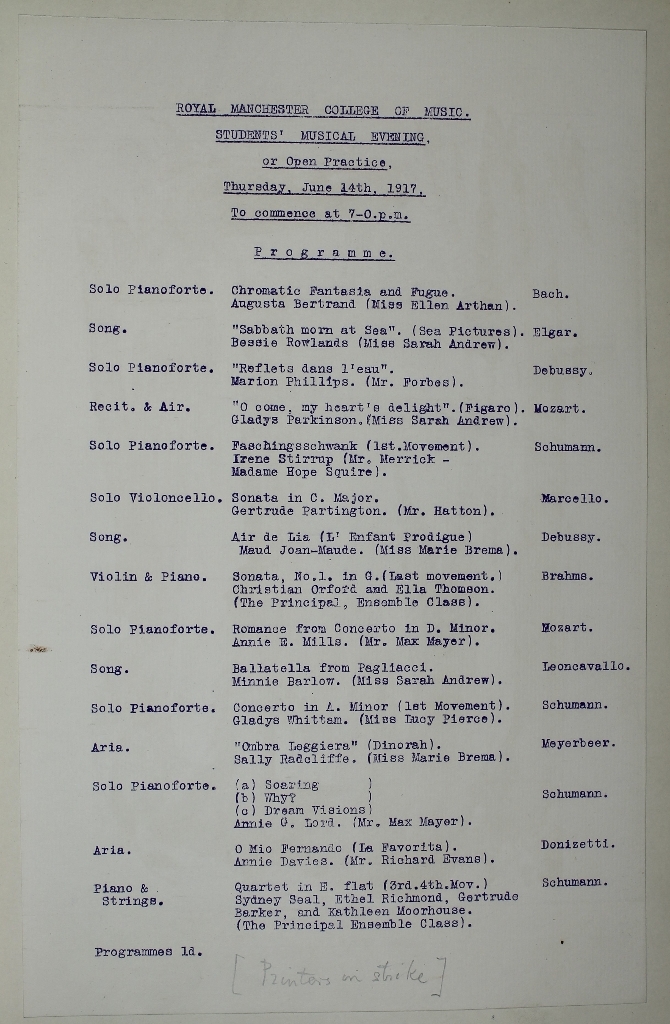 ROYAL MANCHESTER COLLEGE OF MUSIC.
STUDENTS' MUSICAL EVENING,
or Open Practice,
Thursday, June 14th, 1917.
To commence at 7-0.p.m.
Programme.
Solo Pianoforte. Chromatic Fantasia and Fugue. Bach.
Augusta Bertrand (Miss Ellen Arthan).
Song. "Sabbath morn at Sea". (Sea Pictures). Elgar.
Bessie Rowlands (Miss Sarah Andrew).
Solo Pianoforte. "Reflets dans l'eau". Debussy.
Marion Phillips. (Mr. Forbes).
Recit. & Air. "O come, my heart's delight".(Figaro). Mozart.
Gladys Parkinson.(Miss Sarah Andrew).
Solo Pianoforte. Faschingsschwank (1st.Movement). Schumann.
Irene Stirrup (Mr. Merrick -
Madame Hope Squire).
Solo Violoncello. Sonata in C. Major. Marcello.
Gertrude Partington. (Mr. Hatton).
Song. Air de Lia (L' Enfant Prodigue) Debussy.
Maud Joan-Maude. (Miss Marie Brema).
Violin & Piano. Sonata, No.1. in G.(Last movement.) Brahms.
Christian Orford and Ella Thomson.
(The Principal, Ensemble Class).
Solo Pianoforte. Romance from Concerto in D. Minor. Mozart.
Annie E. Mills. (Mr. Max Mayer).
Song. Ballatella from Pagliacci. Leoncavallo.
Minnie Barlow. (Miss Sarah Andrew).
Solo Pianoforte. Concerto in A. Minor (1st Movement). Schumann.
Gladys Whittam. (Miss Lucy Pierce).
Aria. "Ombra Leggiera" (Dinorah). Meyerbeer.
Sally Radcliffe. (Miss Marie Brema).
Solo Pianoforte. (a) Soaring )
(b) Why? ) Schumann.
(c) Dream Visions)
Annie G. Lord. (Mr. Max Mayer).
Aria. O Mio Fernando (La Favorita). Donizetti.
Annie Davies. (Mr. Richard Evans).
Piano & Quartet in E. flat (3rd.4th.Mov.) Schumann.
Strings. Sydney Seal, Ethel Richmond, Gertrude
Barker, and Kathleen Moorhouse.
(The Principal Ensemble Class).
Programmes 1d.
[Printers in strike]